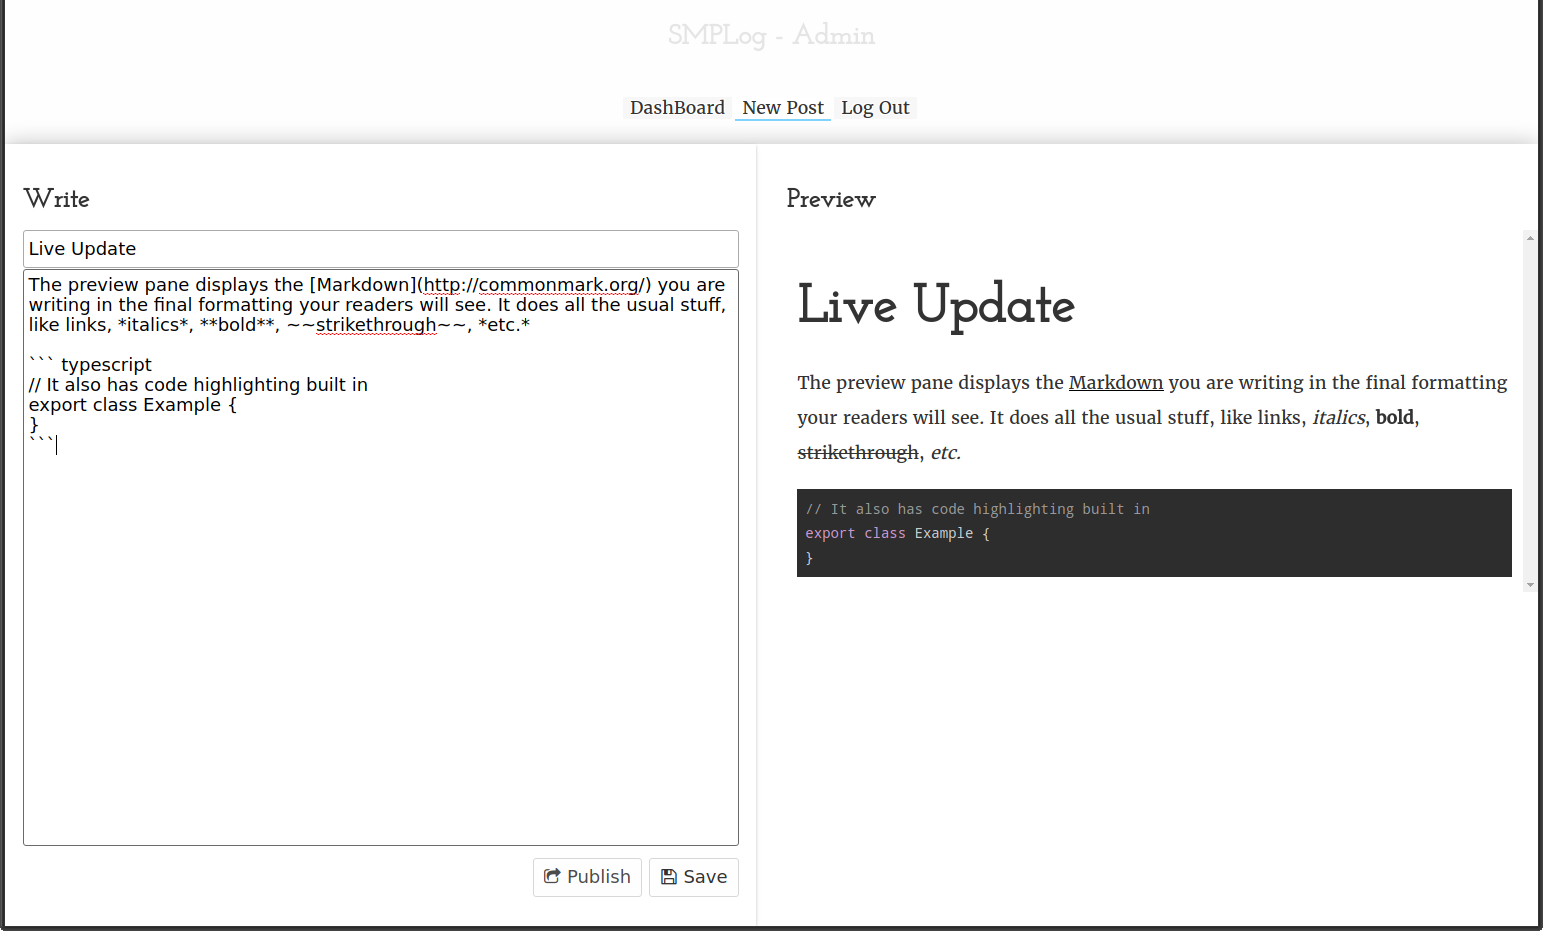 SMPLog - Admin
DashBoard New Post Log Out
Write
Live Update
The preview pane displays the [Markdown](http://commonmark.org/) you are
writing in the final formatting your readers will see. It does all the usual stuff,
like links, *italics*, **bold**, ~~strikethrough~~, *etc.*
``` typescript
// It also has code highlighting built in
export class Example {
}
```
Publish Save
Preview
Live Update
The preview pane displays the Markdown you are writing in the final formatting
your readers will see. It does all the usual stuff, like links, italics, bold,
strikethrough, etc.
// It also has code highlighting built in
export class Example {
}